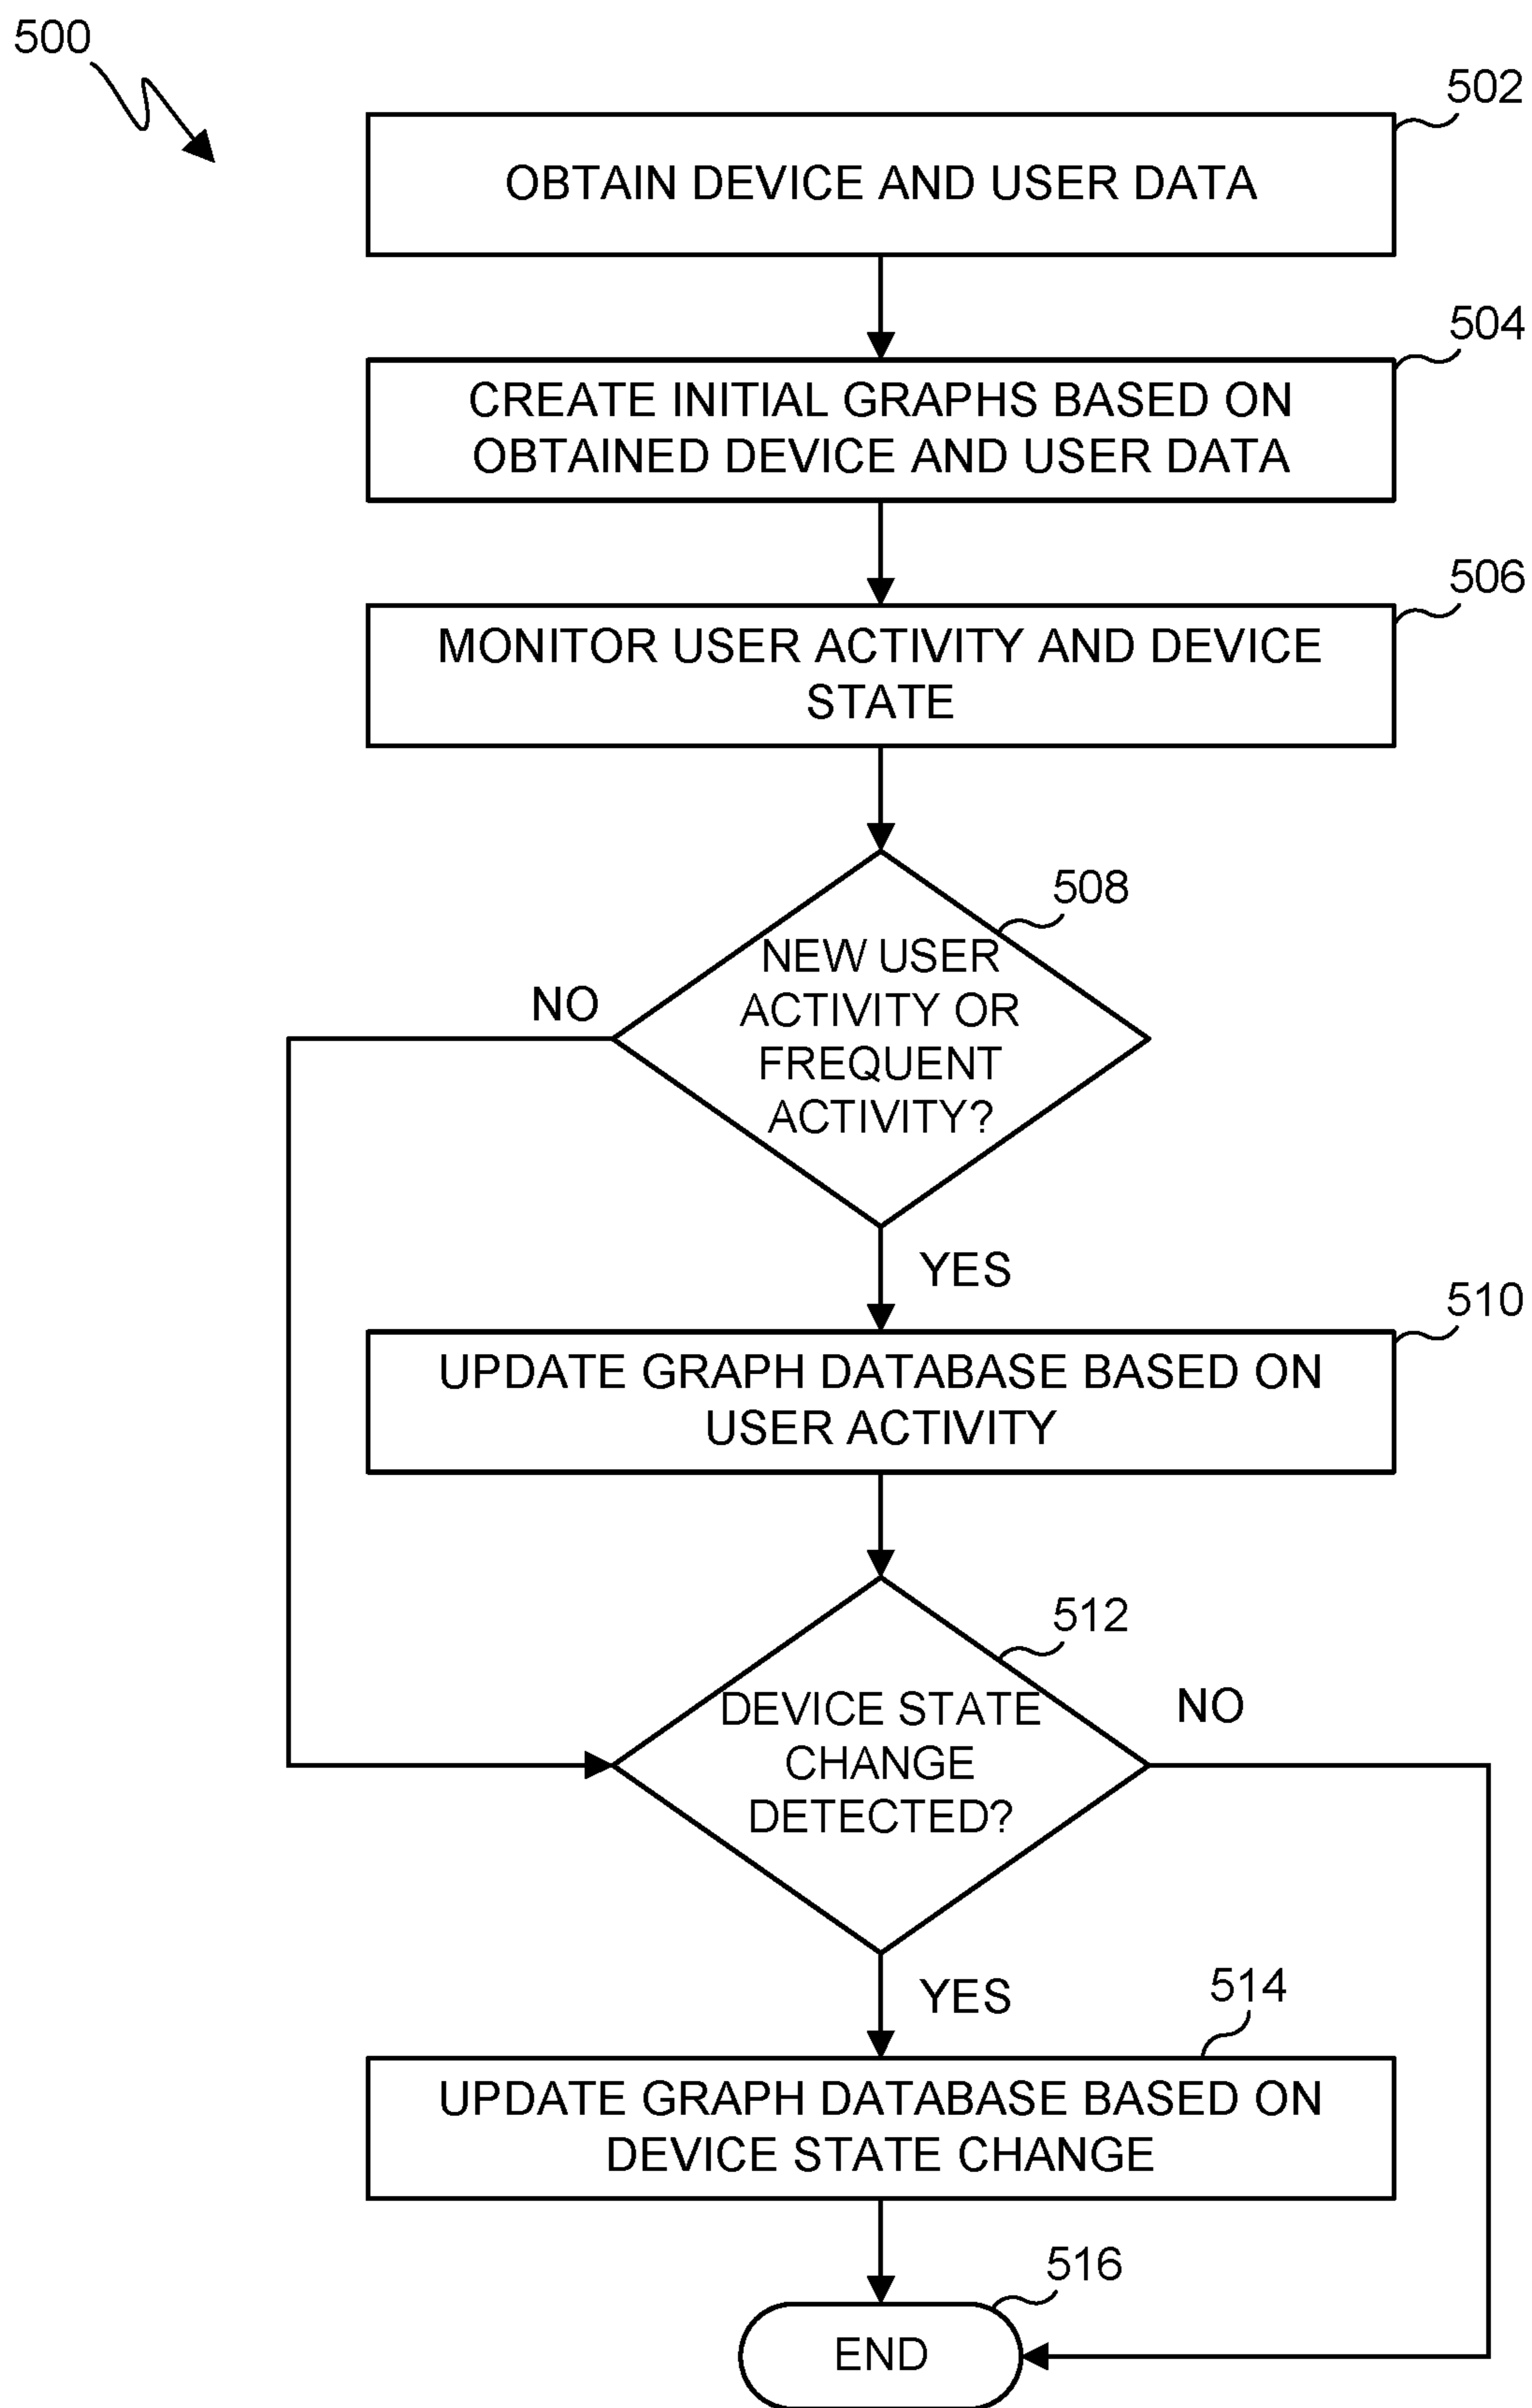 500
502
OBTAIN DEVICE AND USER DATA
504
CREATE INITIAL GRAPHS BASED ON
OBTAINED DEVICE AND USER DATA
506
MONITOR USER ACTIVITY AND DEVICE
STATE
508
NEW USER
ACTIVITY OR
FREQUENT
ACTIVITY?
NO
YES
510
UPDATE GRAPH DATABASE BASED ON
USER ACTIVITY
512
DEVICE STATE
CHANGE
DETECTED?
NO
YES
514
UPDATE GRAPH DATABASE BASED ON
DEVICE STATE CHANGE
516
END